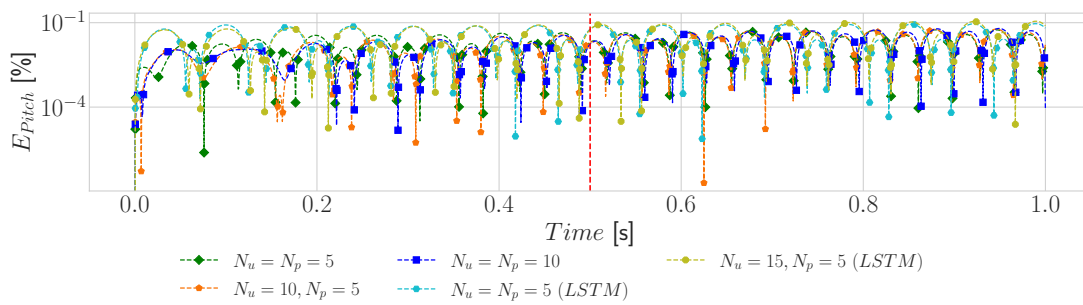 10⁻¹
10⁻⁴
E_Pitch [%]
0.0 0.2 0.4 0.6 0.8 1.0
Time [s]
N_u = N_p = 5 N_u = N_p = 10 N_u = 15, N_p = 5 (LSTM)
N_u = 10, N_p = 5 N_u = N_p = 5 (LSTM)